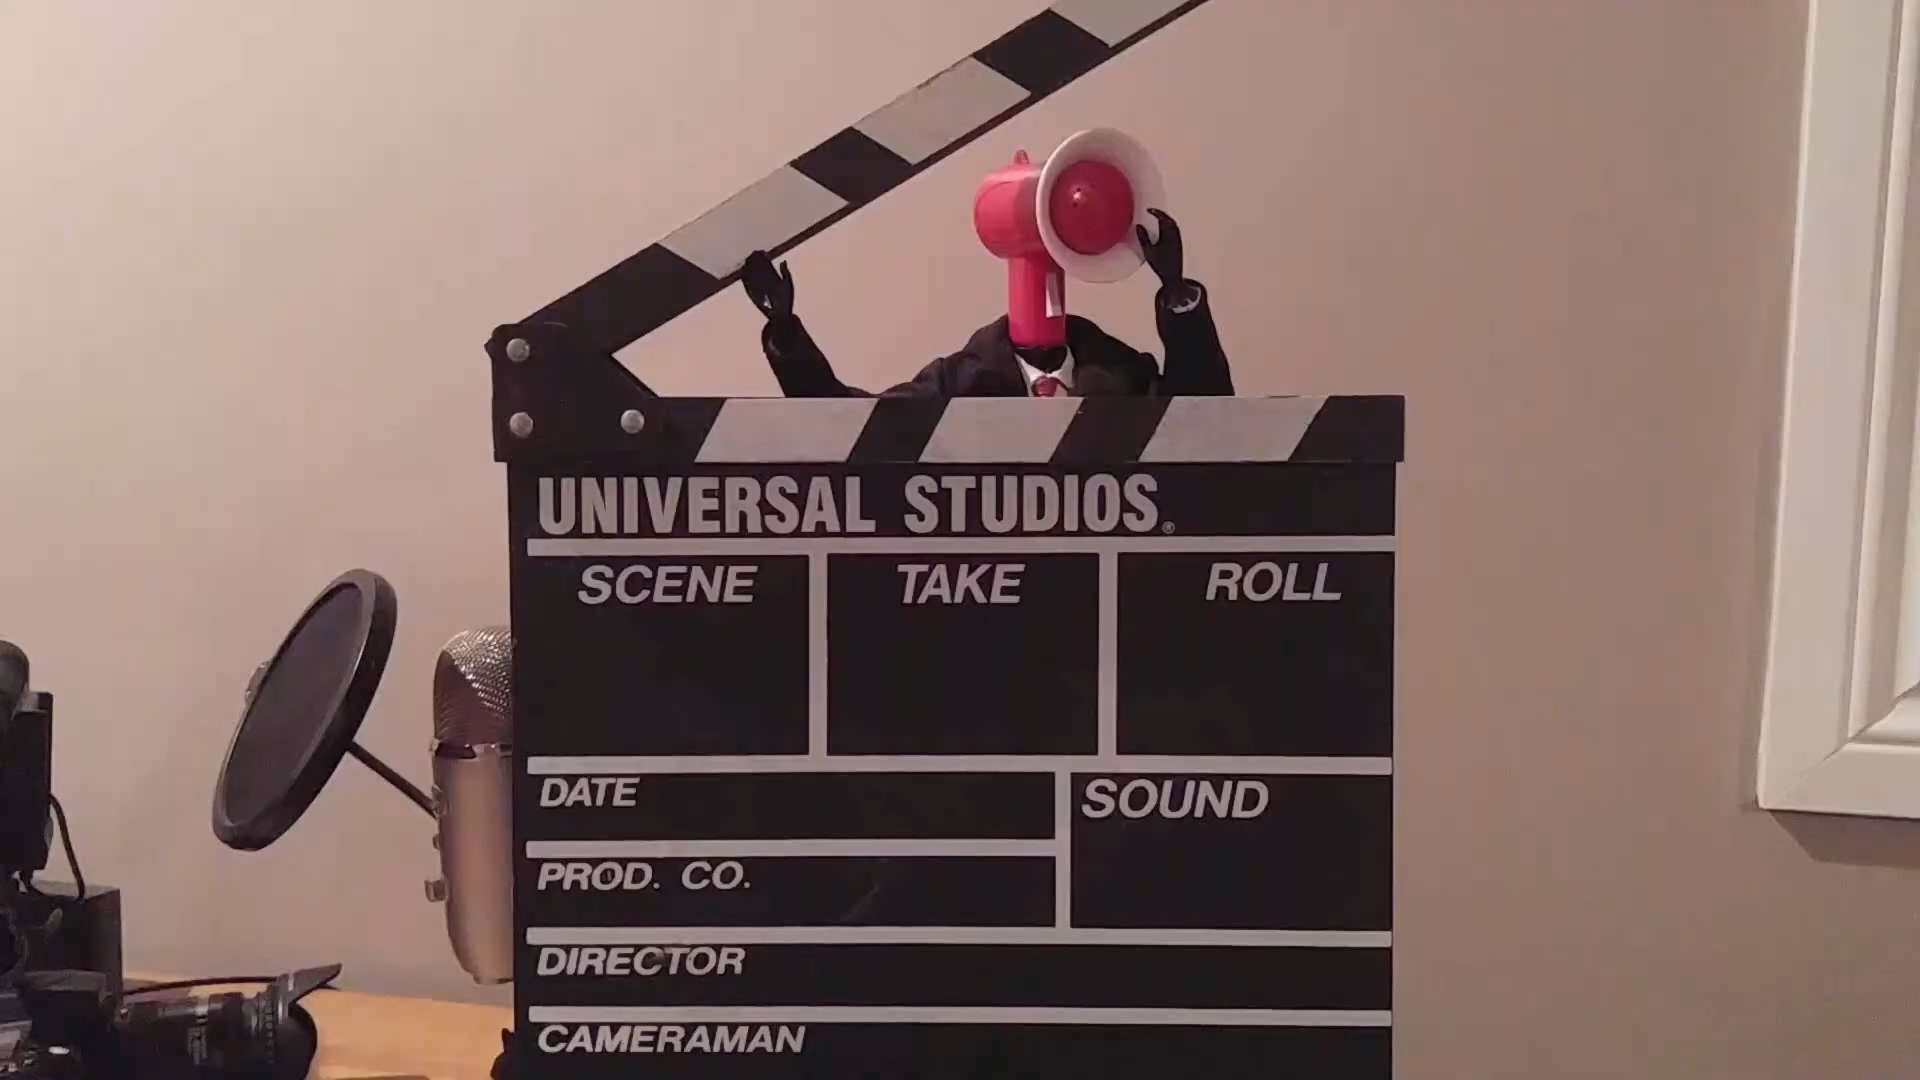 UNIVERSAL STUDIOS®
SCENE TAKE ROLL
DATE SOUND
PROD. CO.
DIRECTOR
CAMERAMAN